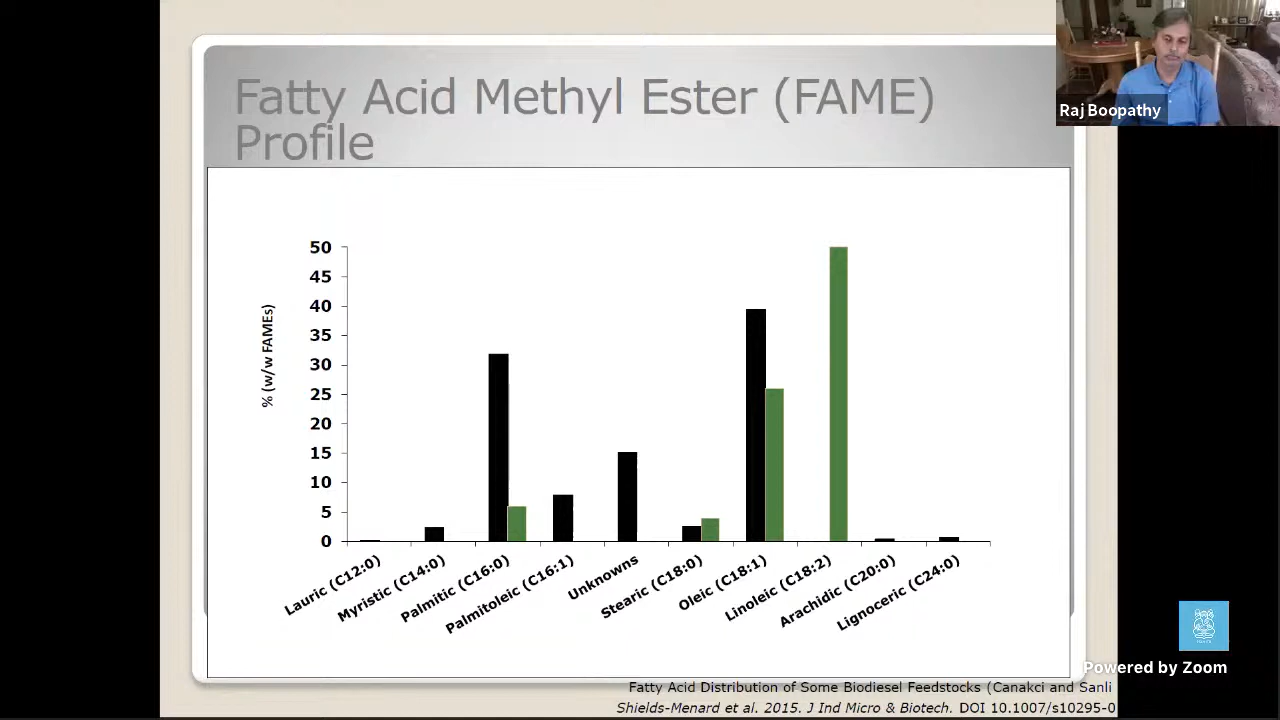 Fatty Acid Methyl Ester (FAME)
Profile
Raj Boopathy
% (w/w FAMEs)
50
45
40
35
30
25
20
15
10
5
0
Lauric (C12:0)
Myristic (C14:0)
Palmitic (C16:0)
Palmitoleic (C16:1)
Unknowns
Stearic (C18:0)
Oleic (C18:1)
Linoleic (C18:2)
Arachidic (C20:0)
Lignoceric (C24:0)
Powered by Zoom
Fatty Acid Distribution of Some Biodiesel Feedstocks (Canakci and Sanli
Shields-Menard et al. 2015. J Ind Micro & Biotech. DOI 10.1007/s10295-0